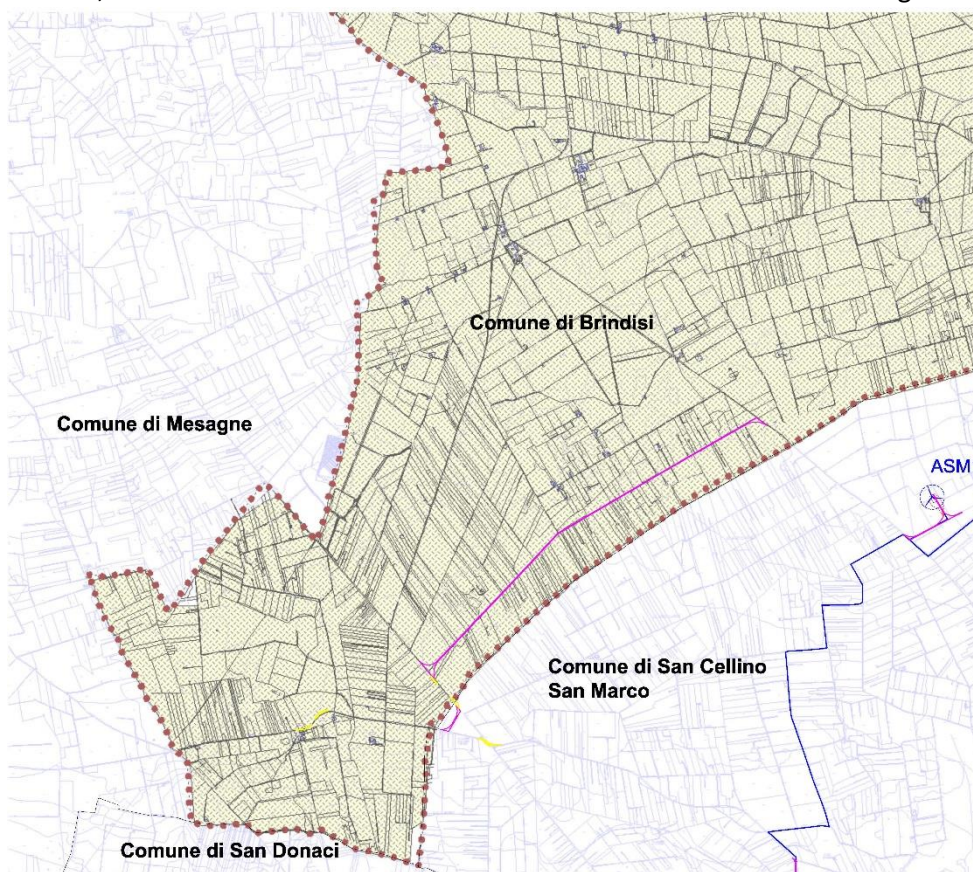 Comune di Brindisi
Comune di Mesagne
ASM
Comune di San Cellino
San Marco
Comune di San Donaci